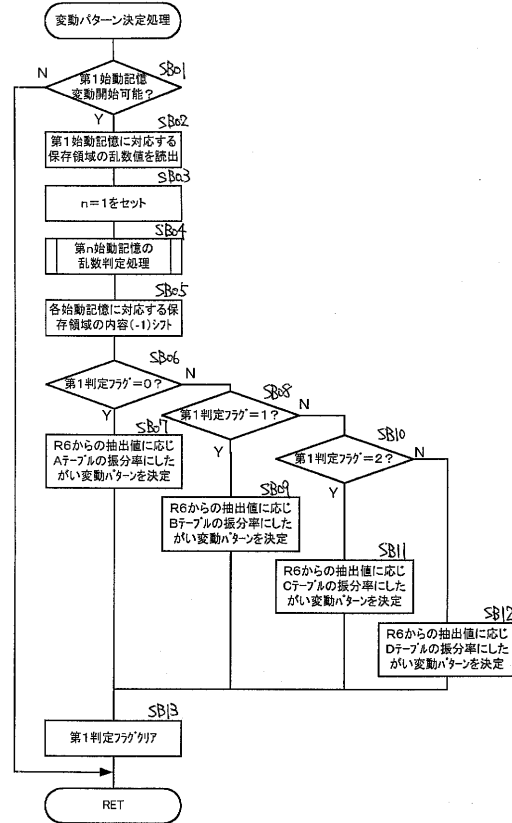 変動パターン決定処理
SB01
N
第1始動記憶
変動開始可能?
Y
SB02
第1始動記憶に対応する
保存領域の乱数値を読出
SB03
n=1をセット
SB04
第n始動記憶の
乱数判定処理
SB05
各始動記憶に対応する保
存領域の内容(-1)シフト
SB06
第1判定フラグ=0?
N
Y
SB08
第1判定フラグ=1?
N
Y
SB07
R6からの抽出値に応じ
Aテーブルの振分率にした
がい変動パターンを決定
SB10
第1判定フラグ=2?
N
Y
SB09
R6からの抽出値に応じ
Bテーブルの振分率にした
がい変動パターンを決定
SB11
R6からの抽出値に応じ
Cテーブルの振分率にした
がい変動パターンを決定
SB12
R6からの抽出値に応じ
Dテーブルの振分率にした
がい変動パターンを決定
SB13
第1判定フラグクリア
RET